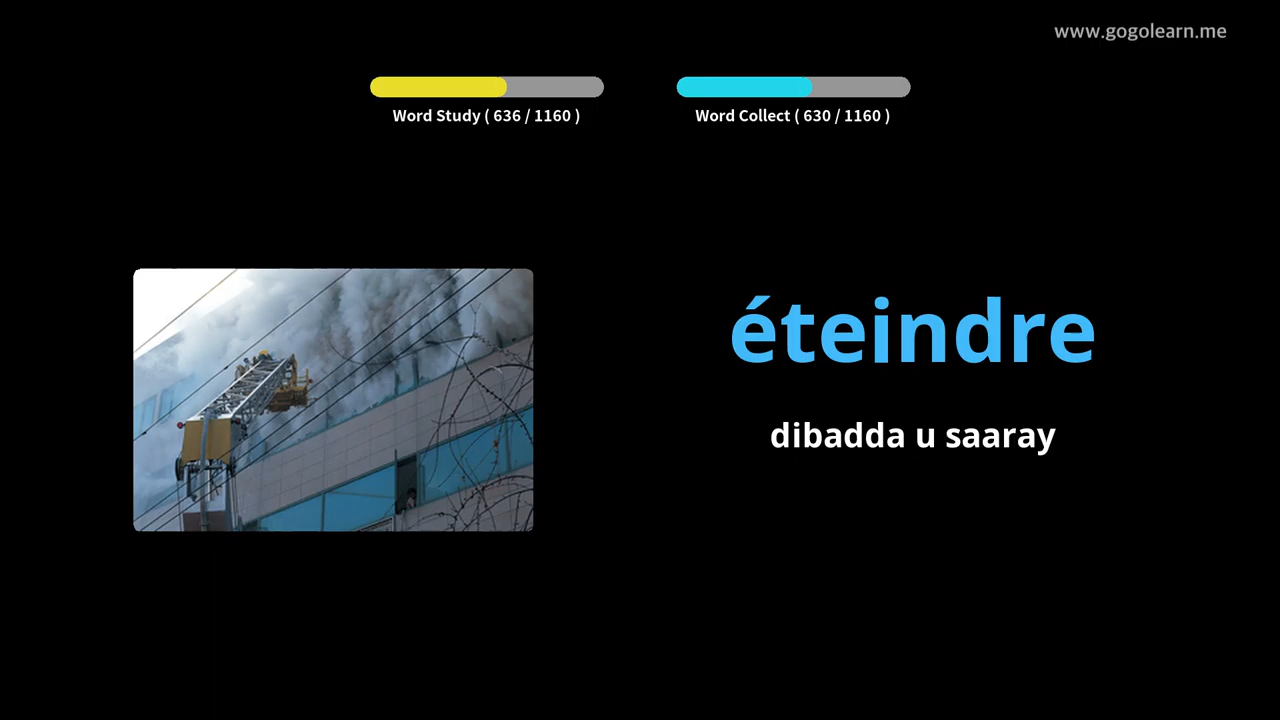 www.gogolearn.me
Word Study ( 636 / 1160 )
Word Collect ( 630 / 1160 )
éteindre
dibadda u saaray